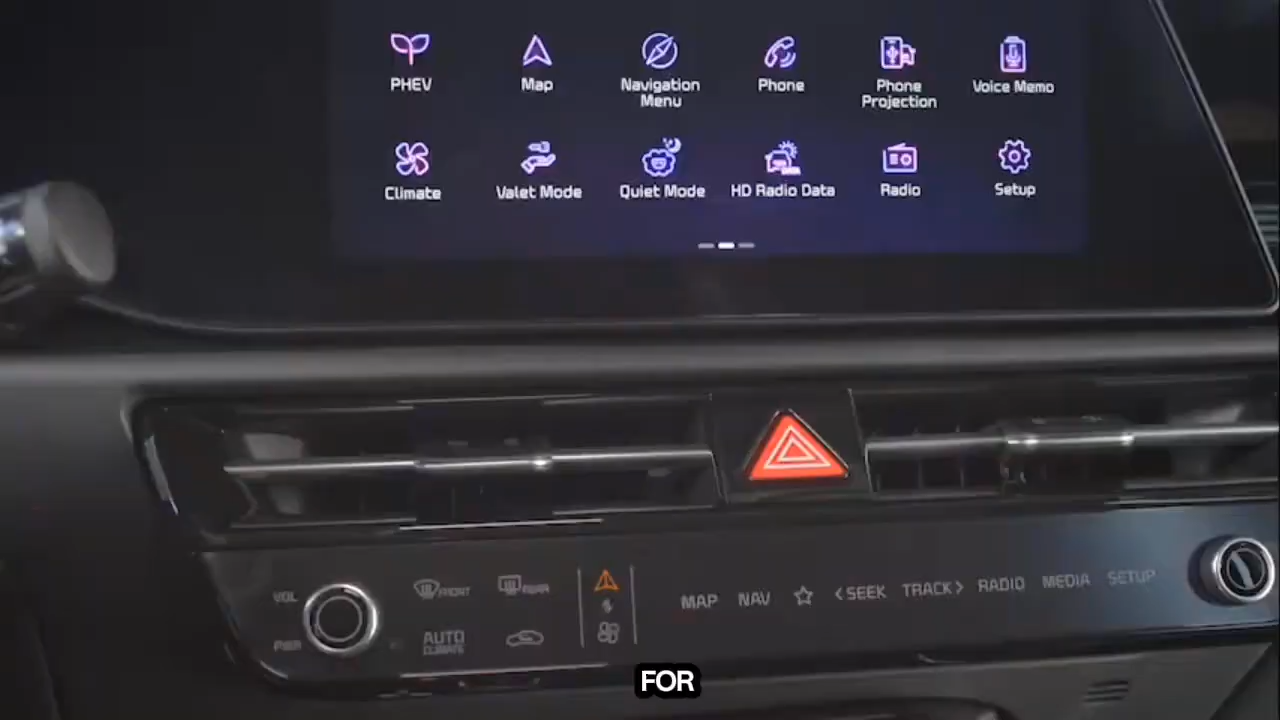 PHEV
Map
Navigation
Menu
Phone
Phone
Projection
Voice Memo
Climate
Valet Mode
Quiet Mode
HD Radio Data
Radio
Setup
VOL
FRONT
REAR
MAP
NAV
SEEK
TRACK
RADIO
MEDIA
SETUP
PWR
AUTO
CLIMATE
FOR